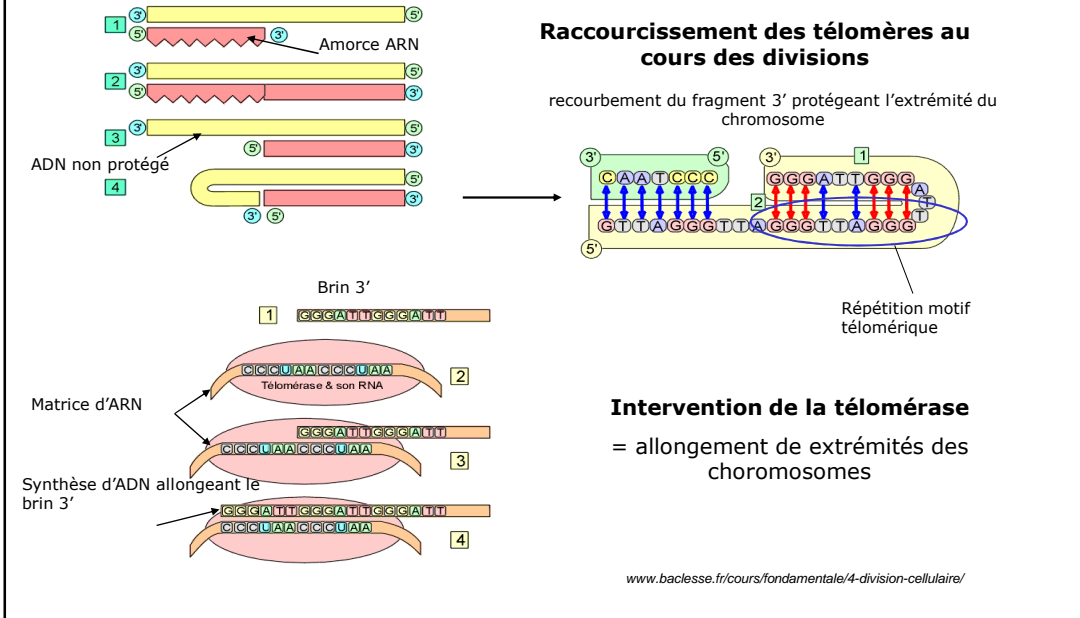 1
3'
5'
5'
3'
Amorce ARN
2
3'
5'
5'
3'
3
3'
5'
5'
3'
ADN non protégé
4
5'
3'
3'
5'
Raccourcissement des télomères au
cours des divisions
recourbement du fragment 3’ protégeant l’extrémité du
chromosome
3'
5'
3'
1
CAATCCC
GGGATTGGG
A
T
T
2
GTTAGGGTTAGGGTTAGGG
5'
Répétition motif
télomérique
Brin 3’
1
GGGATTGGGATT
CCCUAACCCUAA
Télomérase & son RNA
2
Matrice d’ARN
GGGATTGGGATT
CCCUAACCCUAA
3
Synthèse d’ADN allongeant le
brin 3’
GGGATTGGGATTGGGATT
CCCUAACCCUAA
4
Intervention de la télomérase
= allongement de extrémités des
choromosomes
www.baclesse.fr/cours/fondamentale/4-division-cellulaire/